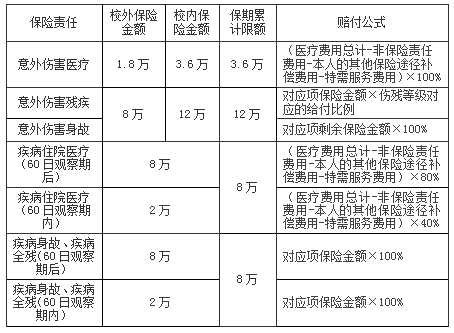 保险责任
校外保险金额
校内保险金额
保期累计限额
赔付公式
意外伤害医疗
1.8万
3.6万
3.6万
(医疗费用总计-非保险责任
费用-本人的其他保险途径补
偿费用-特需服务费用)×100%
意外伤害残疾
8万
12万
12万
对应项保险金额×伤残等级对
应的给付比例
意外伤害身故
对应项剩余保险金额×100%
疾病住院医疗
(60日观察期
后)
8万
8万
(医疗费用总计-非保险责任
费用-本人的其他保险途径补
偿费用-特需服务费用)×80%
疾病住院医疗
(60日观察期
内)
2万
(医疗费用总计-非保险责任
费用-本人的其他保险途径补
偿费用-特需服务费用)×40%
疾病身故、疾病
全残(60日观察
期后)
8万
8万
对应项保险金额×100%
疾病身故、疾病
全残(60日观察
期内)
2万
对应项保险金额×100%